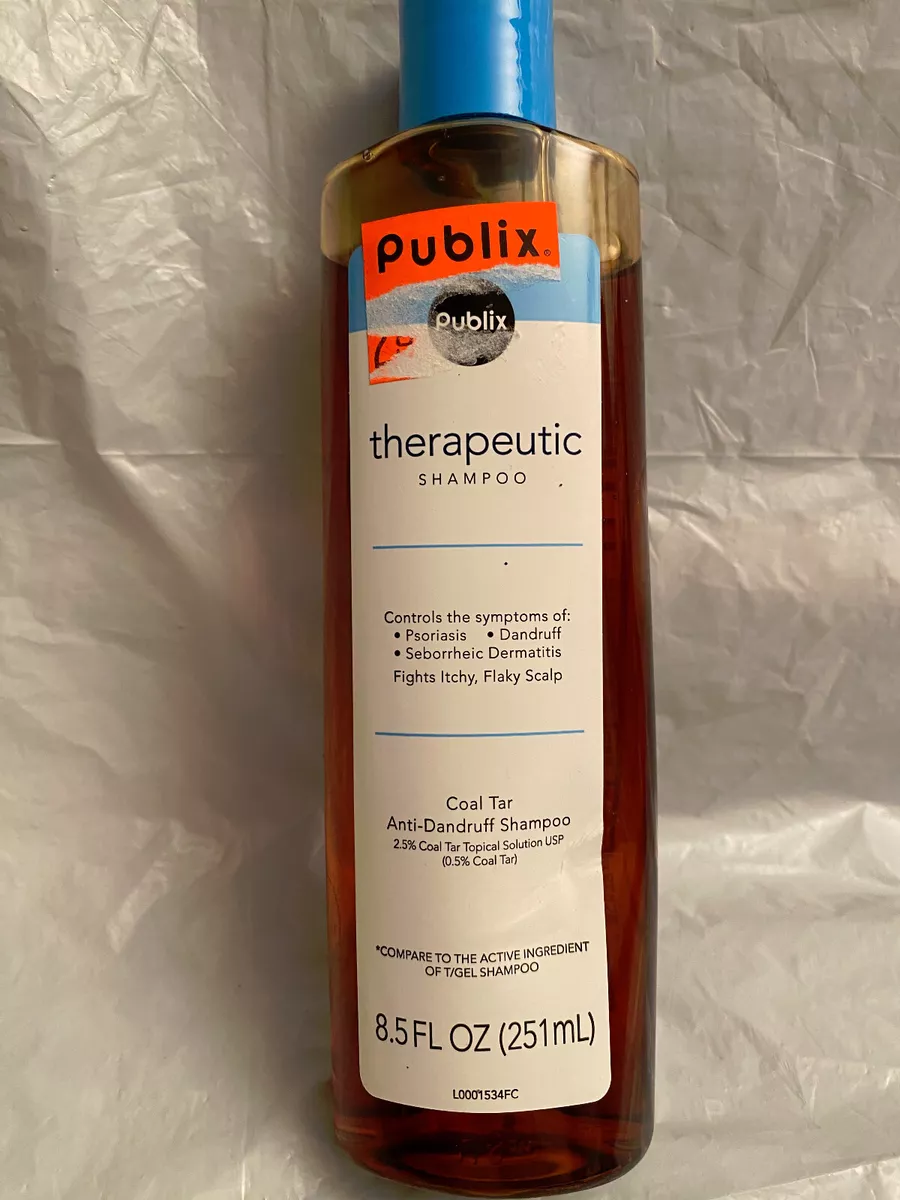 Publix®
Publix
therapeutic
SHAMPOO
Controls the symptoms of:
• Psoriasis • Dandruff
• Seborrheic Dermatitis
Fights Itchy, Flaky Scalp
Coal Tar
Anti-Dandruff Shampoo
2.5% Coal Tar Topical Solution USP
(0.5% Coal Tar)
*COMPARE TO THE ACTIVE INGREDIENT
OF T/GEL SHAMPOO
8.5 FL OZ (251mL)
L0001534FC